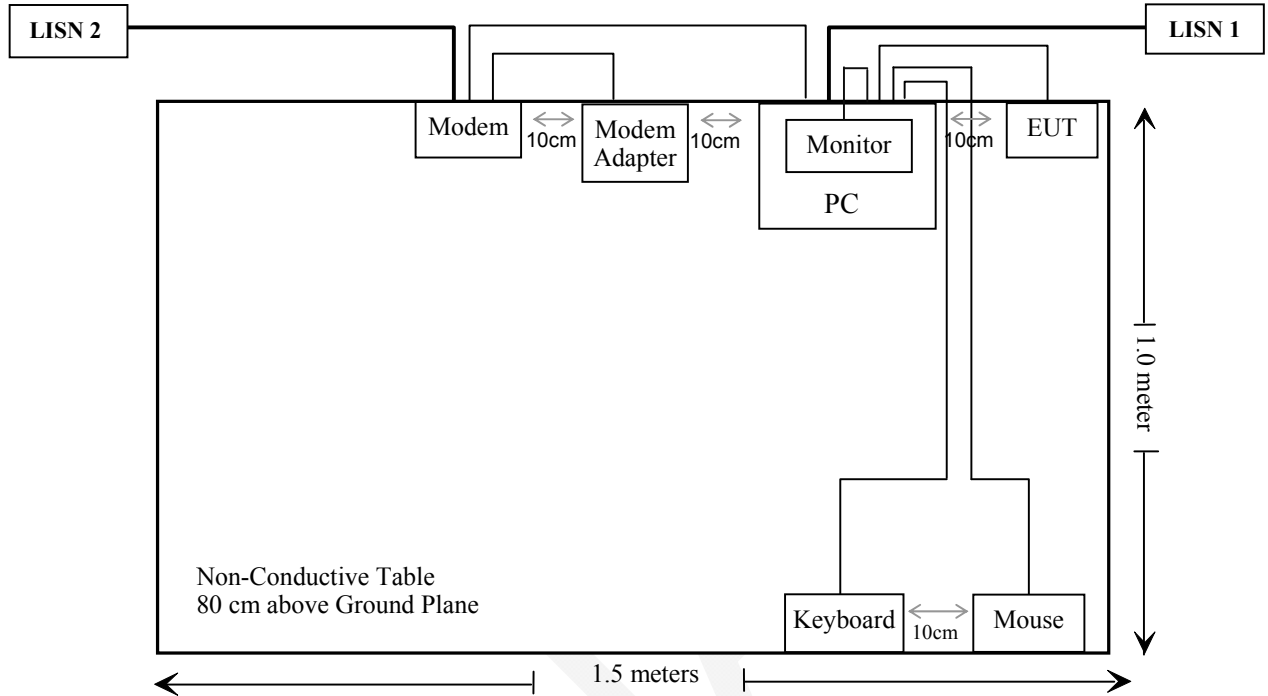 LISN 2
LISN 1
Modem
10cm
Modem
Adapter
10cm
Monitor
PC
10cm
EUT
1.0 meter
Non-Conductive Table
80 cm above Ground Plane
Keyboard
10cm
Mouse
1.5 meters